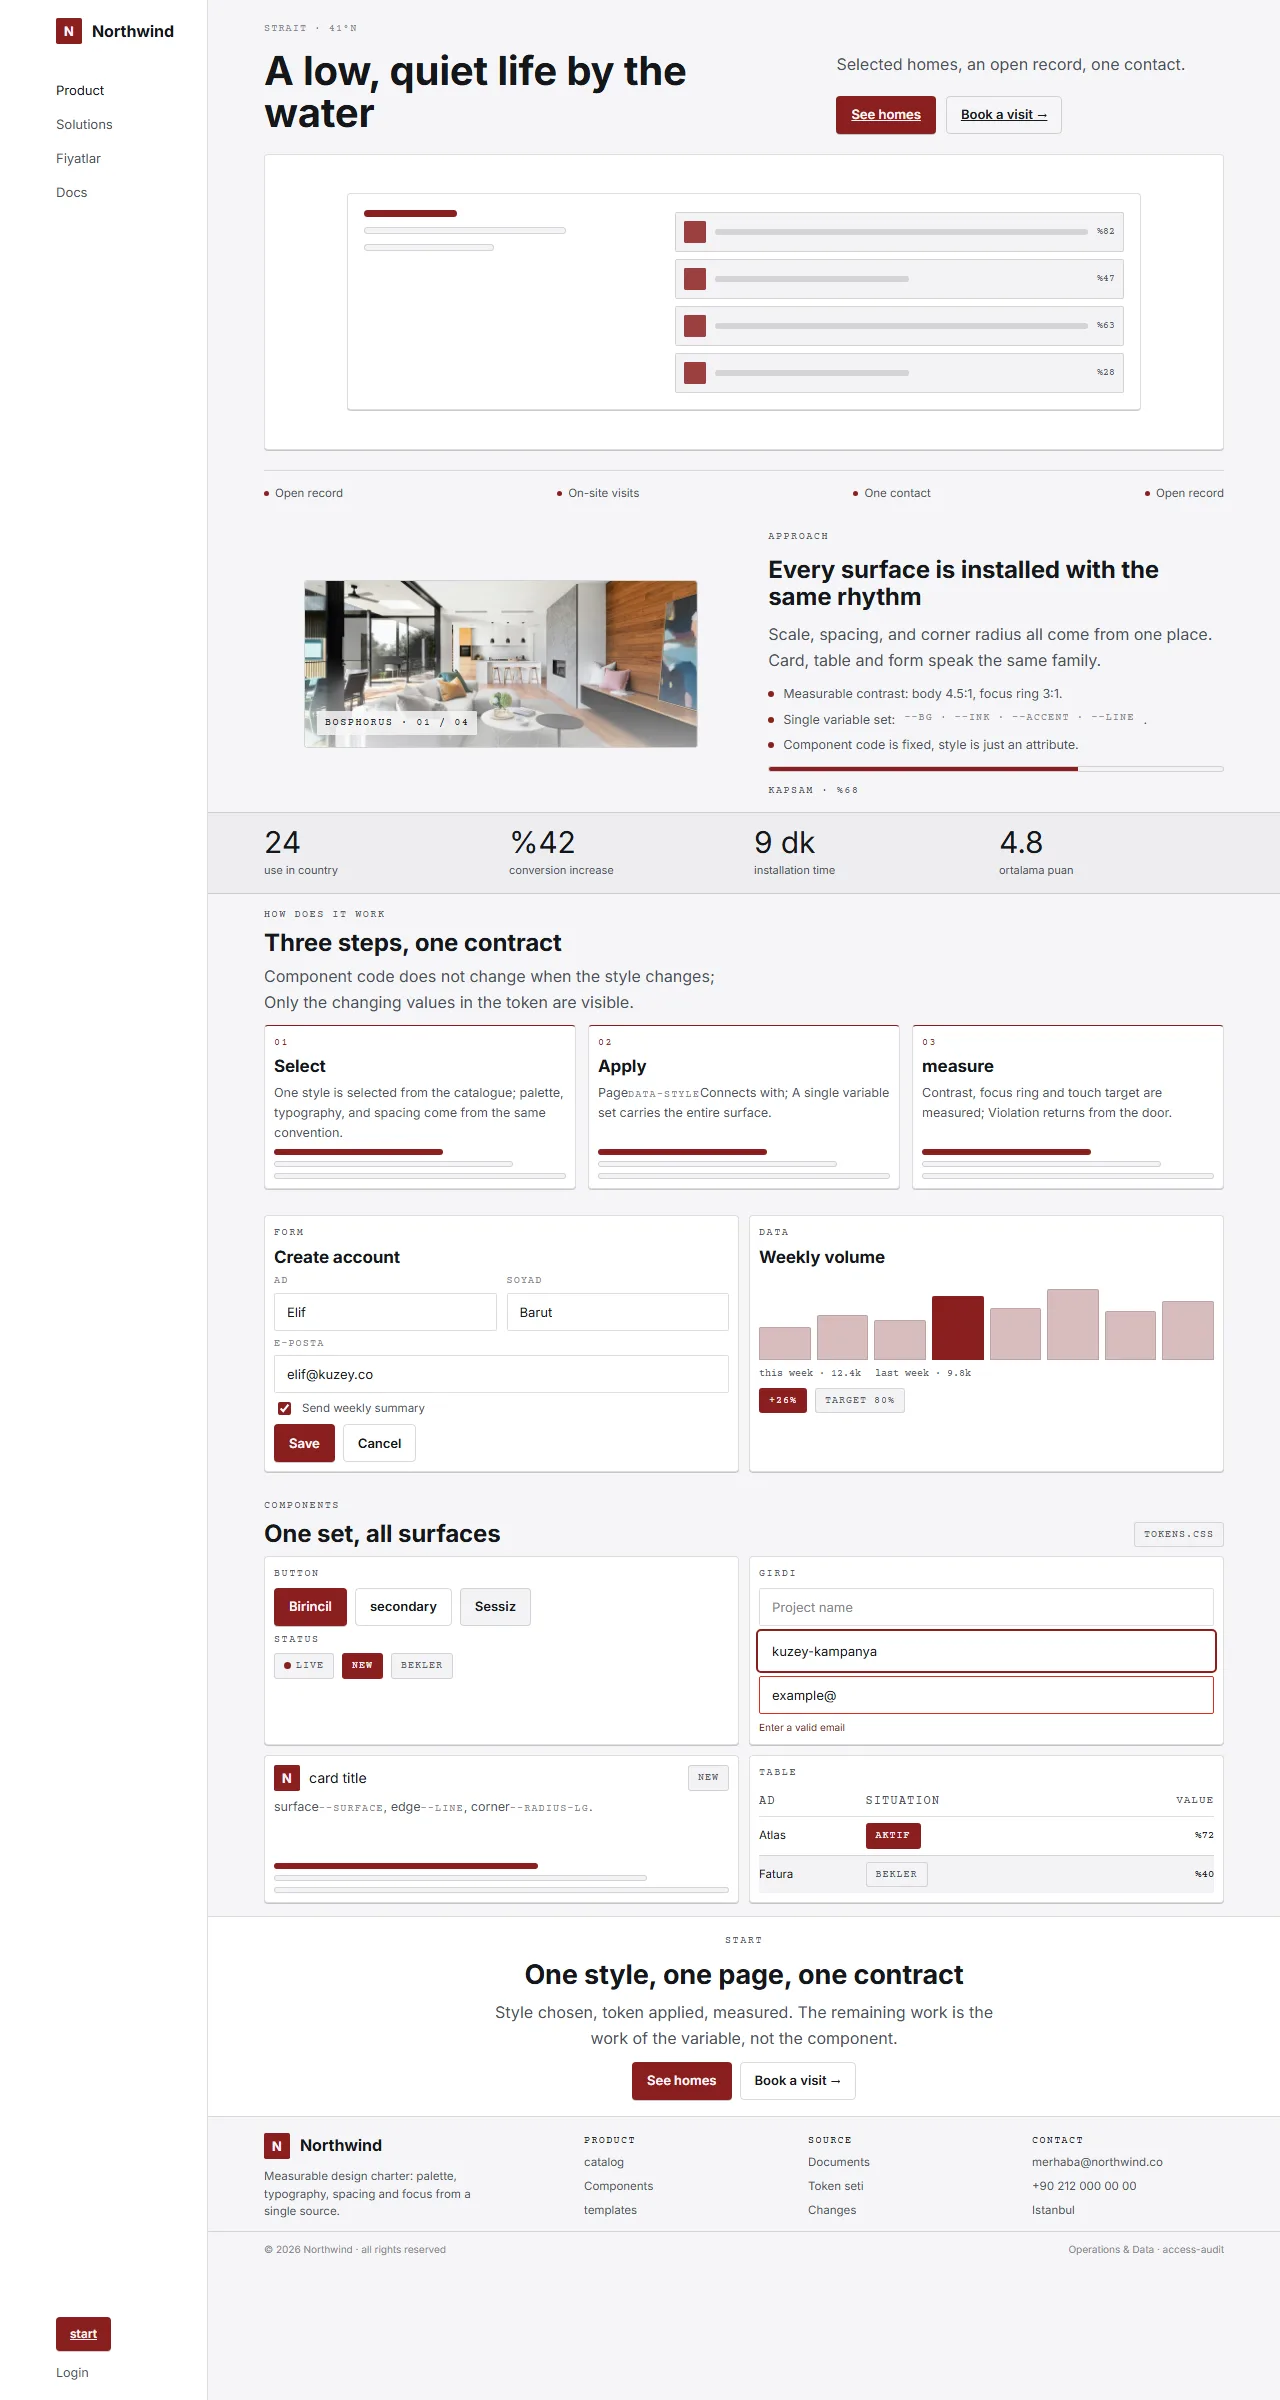 N Northwind
Product
Solutions
Fiyatlar
Docs
STRAIT · 41°N
A low, quiet life by the
water
Selected homes, an open record, one contact.
See homes
Book a visit →
%82
%47
%63
%28
Open record
On-site visits
One contact
Open record
BOSPHORUS · 01 / 04
APPROACH
Every surface is installed with the
same rhythm
Scale, spacing, and corner radius all come from one place.
Card, table and form speak the same family.
Measurable contrast: body 4.5:1, focus ring 3:1.
Single variable set: --BG · --INK · --ACCENT · --LINE .
Component code is fixed, style is just an attribute.
KAPSAM · %68
24
use in country
%42
conversion increase
9 dk
installation time
4.8
ortalama puan
HOW DOES IT WORK
Three steps, one contract
Component code does not change when the style changes;
Only the changing values in the token are visible.
01
Select
One style is selected from the catalogue; palette,
typography, and spacing come from the same
convention.
02
Apply
PageDATA-STYLEConnects with; A single variable
set carries the entire surface.
03
measure
Contrast, focus ring and touch target are
measured; Violation returns from the door.
FORM
Create account
AD
SOYAD
Elif
Barut
E-POSTA
elif@kuzey.co
Send weekly summary
Save
Cancel
DATA
Weekly volume
this week · 12.4k last week · 9.8k
+26%
TARGET 80%
COMPONENTS
One set, all surfaces
TOKENS.CSS
BUTTON
Birincil
secondary
Sessiz
STATUS
LIVE
NEW
BEKLER
GIRDI
Project name
kuzey-kampanya
example@
Enter a valid email
N card title
NEW
surface--SURFACE, edge--LINE, corner--RADIUS-LG.
TABLE
AD SITUATION VALUE
Atlas AKTIF %72
Fatura BEKLER %40
START
One style, one page, one contract
Style chosen, token applied, measured. The remaining work is the
work of the variable, not the component.
See homes
Book a visit →
N Northwind
Measurable design charter: palette,
typography, spacing and focus from a
single source.
PRODUCT
catalog
Components
templates
SOURCE
Documents
Token seti
Changes
CONTACT
merhaba@northwind.co
+90 212 000 00 00
Istanbul
© 2026 Northwind · all rights reserved
Operations & Data · access-audit
start
Login